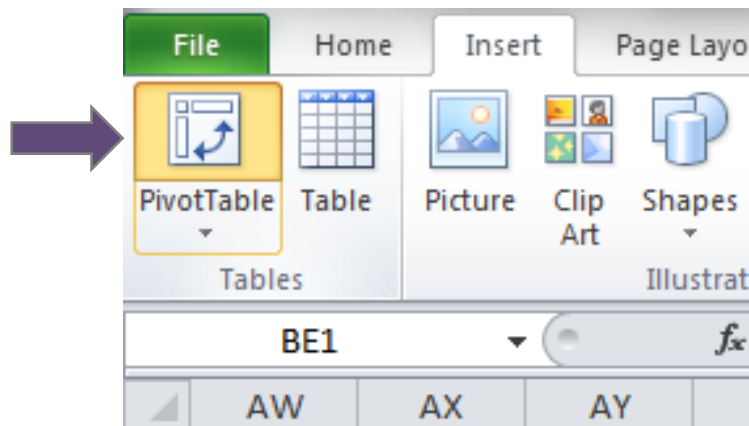 File Home Insert Page Layo
PivotTable Table Picture Clip Art Shapes
Tables Illustrat
BE1 fx
AW AX AY